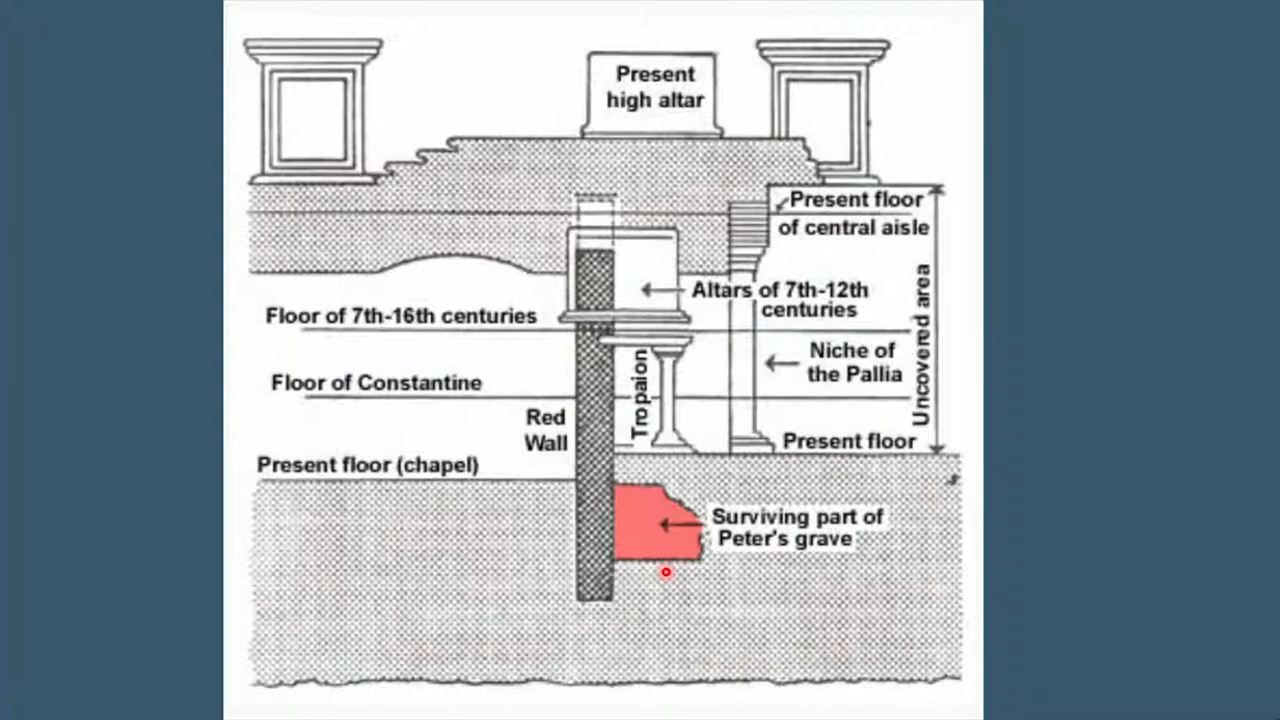 Present
high altar
Present floor
of central aisle
Altars of 7th-12th
centuries
Floor of 7th-16th centuries
Niche of
the Pallia
Uncovered area
Tropaion
Floor of Constantine
Red
Wall
Present floor
Present floor (chapel)
Surviving part of
Peter's grave